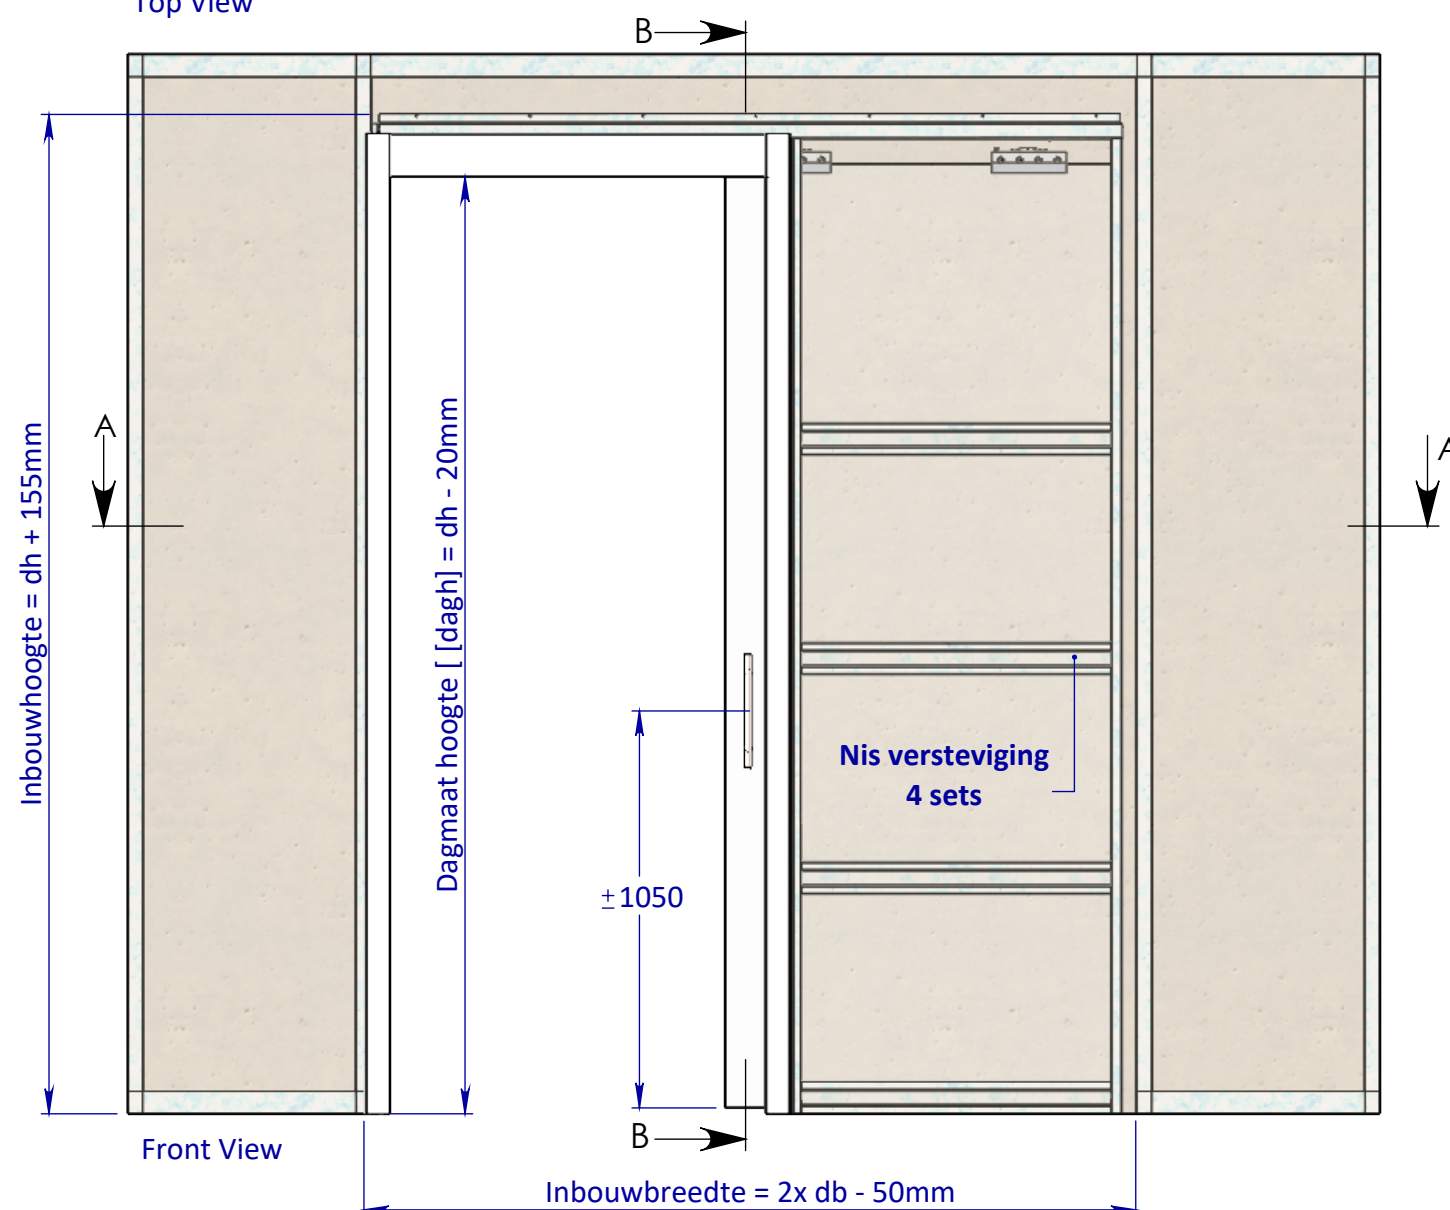 Top View
B
A
A
Inbouwhoogte = dh + 155mm
Dagmaat hoogte [ [dagh] = dh - 20mm
Nis versteviging
4 sets
±1050
B
Front View
Inbouwbreedte = 2x db - 50mm